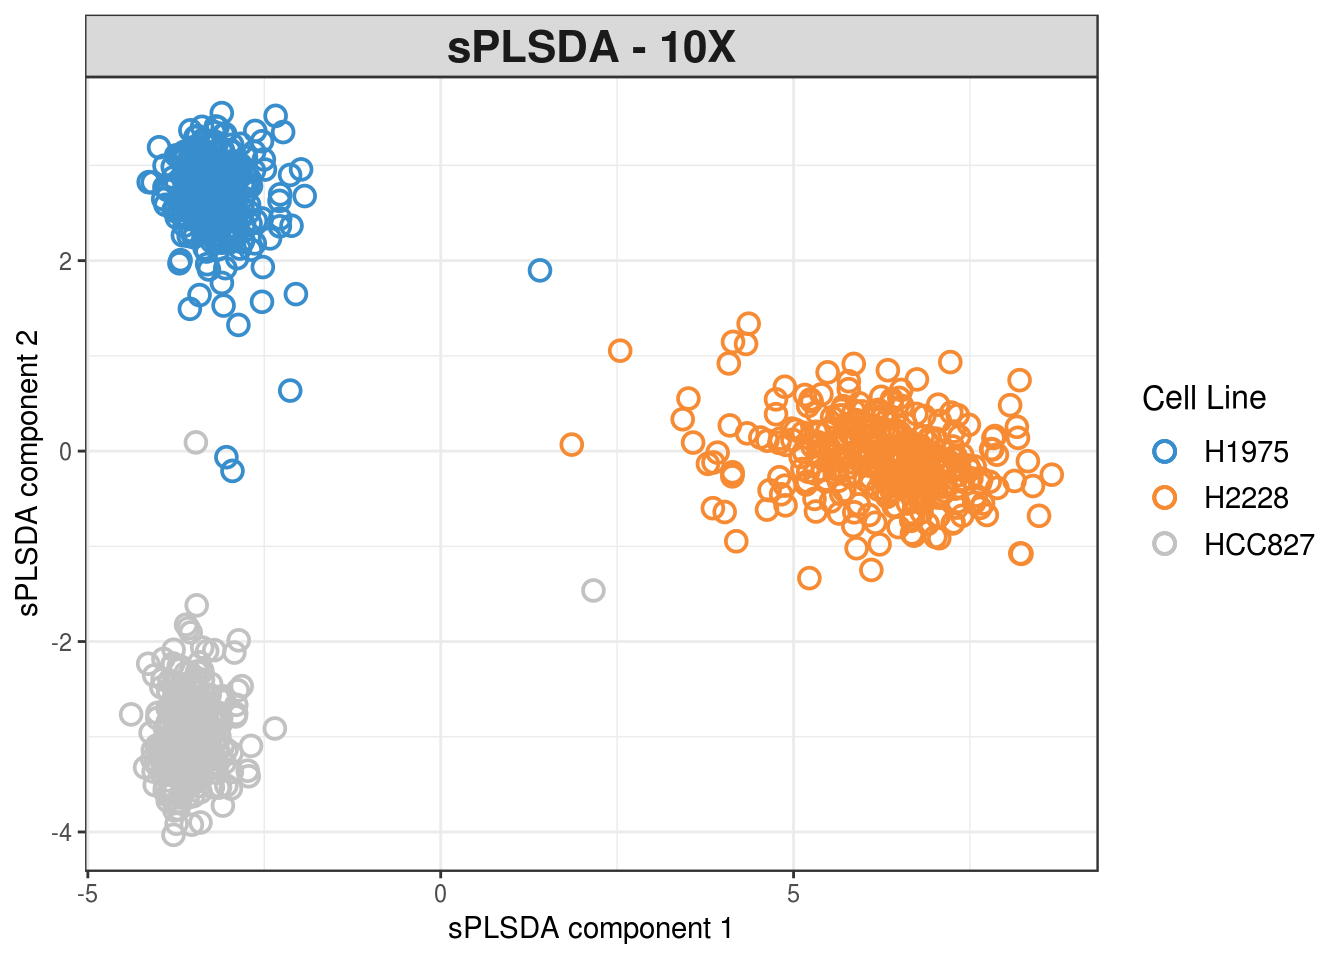 sPLSDA - 10X
sPLSDA component 2
2
0
-2
-4
-5
0
5
sPLSDA component 1
Cell Line
H1975
H2228
HCC827